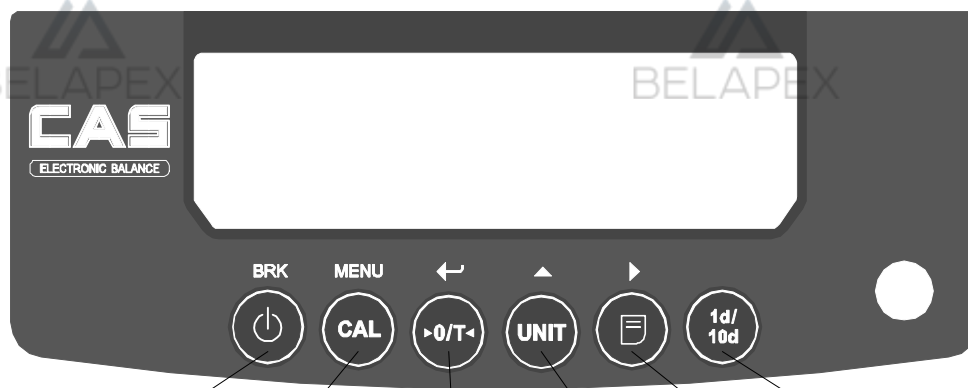 BELAPEX
BELAPEX
CAS
ELECTRONIC BALANCE
BRK MENU
CAL ▸0/T◂ UNIT 1d/
10d